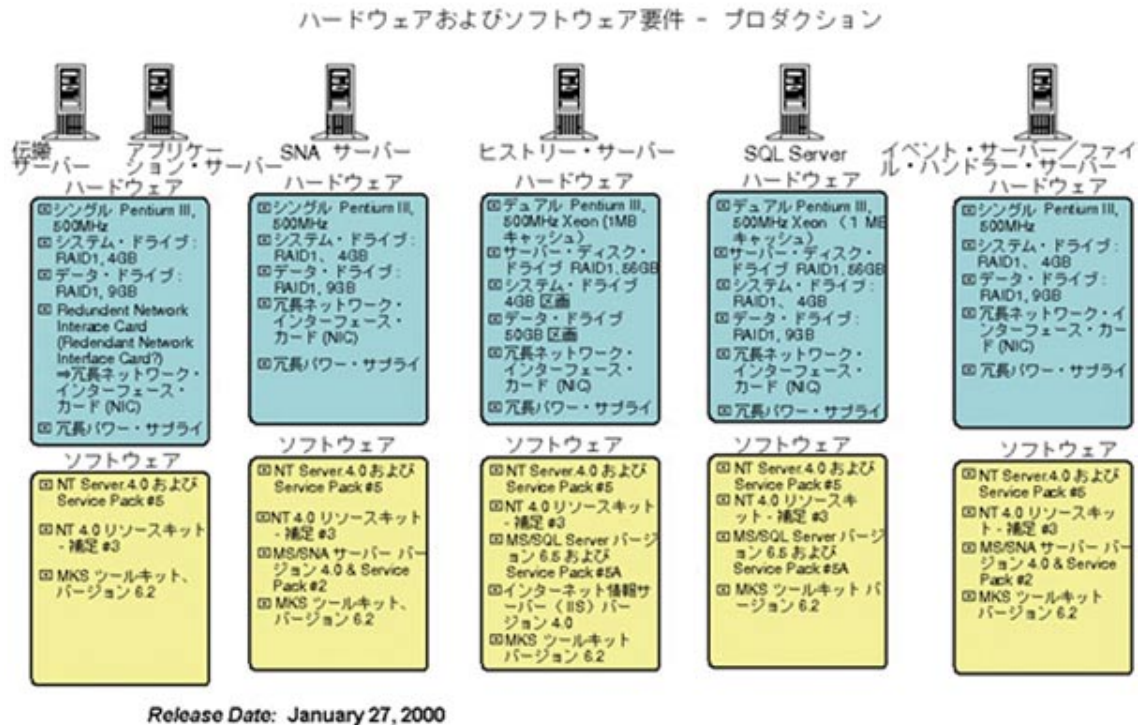 ハードウェアおよびソフトウェア要件 - プロダクション
伝搬
サーバー
アプリケー
ション・サーバー
ハードウェア
シングル Pentium III,
500MHz
システム・ドライブ:
RAID1, 4GB
データ・ドライブ:
RAID1, 9GB
Redundent Network
Interace Card
(Redendant Network
Interface Card?)
⇒冗長ネットワーク・
インターフェース・
カード (NIC)
冗長パワー・サプライ
ソフトウェア
NT Server.4.0 および
Service Pack #5
NT 4.0 リソースキット
- 補足 #3
MKS ツールキット、
バージョン 6.2
SNA サーバー
ハードウェア
シングル Pentium III,
500MHz
システム・ドライブ:
RAID1、 4GB
データ・ドライブ:
RAID1, 9GB
冗長ネットワーク・
インターフェース・
カード (NIC)
冗長パワー・サプライ
ソフトウェア
NT Server.4.0 および
Service Pack #5
NT 4.0 リソースキット
- 補足 #3
MS/SNA サーバー バー
ジョン 4.0 & Service
Pack #2
MKS ツールキット、
バージョン 6.2
ヒストリー・サーバー
ハードウェア
デュアル Pentium III,
500MHz Xeon (1MB
キャッシュ)
サーバー・ディスク・
ドライブ RAID1, 56GB
システム・ドライブ
4GB 区画
データ・ドライブ
50GB 区画
冗長ネットワーク・
インターフェース・
カード (NIC)
冗長パワー・サプライ
ソフトウェア
NT Server.4.0 および
Service Pack #5
NT 4.0 リソースキット
- 補足 #3
MS/SQL Server バージ
ョン 6.5 および
Service Pack #5A
インターネット情報サ
ーバー (IIS) バー
ジョン 4.0
MKS ツールキット
バージョン 6.2
SQL Server
ハードウェア
デュアル Pentium III,
500MHz Xeon (1 MB
キャッシュ)
サーバー・ディスク・
ドライブ RAID1, 56GB
システム・ドライブ:
RAID1、 4GB
データ・ドライブ:
RAID1, 9GB
冗長ネットワーク・
インターフェース・
カード (NIC)
冗長パワー・サプライ
ソフトウェア
NT Server.4.0 および
Service Pack #5
NT 4.0 リソースキ
ット - 補足 #3
MS/SQL Server バージ
ョン 6.5 および
Service Pack #5A
MKS ツールキット バ
ージョン 6.2
イベント・サーバー/ファイ
ル・ハンドラー・サーバー
ハードウェア
シングル Pentium III,
500MHz
システム・ドライブ:
RAID1、 4GB
データ・ドライブ:
RAID1, 9GB
冗長ネットワーク・イ
ンターフェース・カー
ド (NIC)
冗長パワー・サプライ
ソフトウェア
NT Server.4.0 および
Service Pack #5
NT 4.0 リソースキッ
ト - 補足 #3
MS/SNA サーバー バー
ジョン 4.0 & Service
Pack #2
MKS ツールキット
バージョン 6.2
Release Date: January 27, 2000